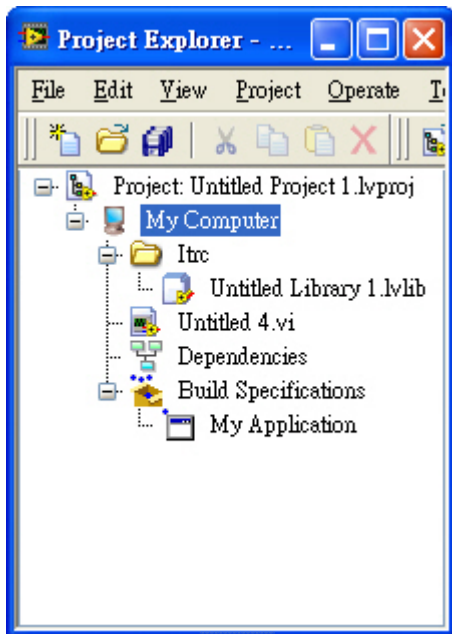 Project Explorer - ...
File Edit View Project Operate
Project: Untitled Project 1.lvproj
My Computer
Itrc
Untitled Library 1.lvlib
Untitled 4.vi
Dependencies
Build Specifications
My Application